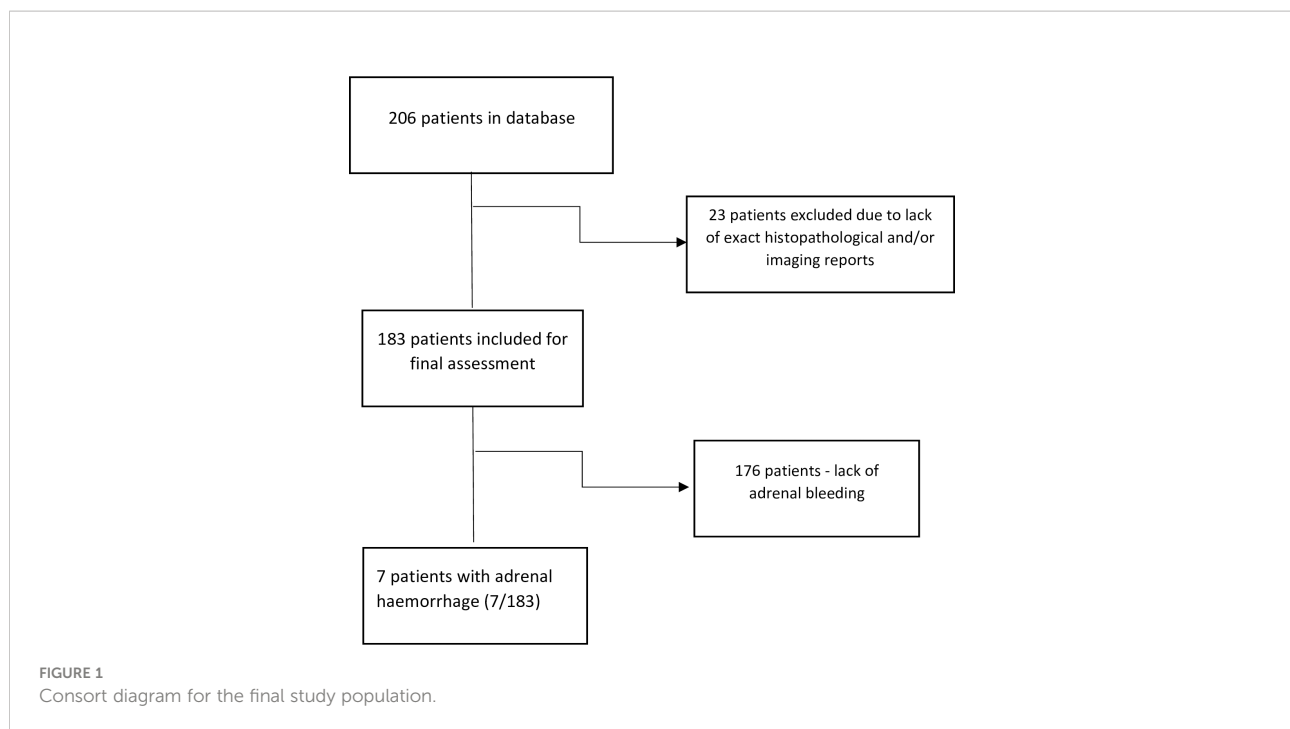 206 patients in database
23 patients excluded due to lack
of exact histopathological and/or
imaging reports
183 patients included for
final assessment
176 patients - lack of
adrenal bleeding
7 patients with adrenal
haemorrhage (7/183)
FIGURE 1
Consort diagram for the final study population.